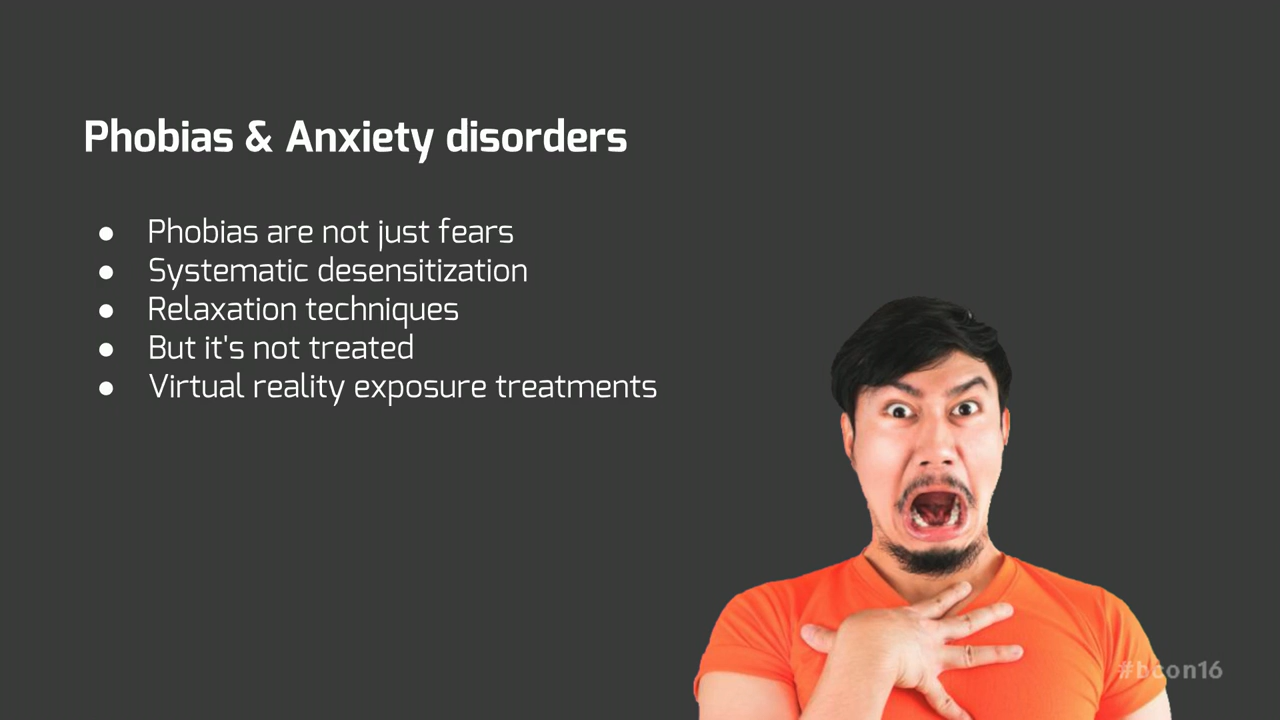 Phobias & Anxiety disorders
● Phobias are not just fears
● Systematic desensitization
● Relaxation techniques
● But it's not treated
● Virtual reality exposure treatments
#bcon16